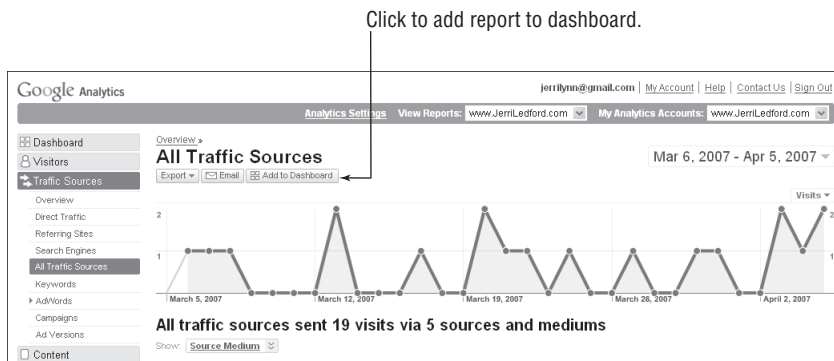 Click to add report to dashboard.
Google Analytics
jerrilynn@gmail.com | My Account | Help | Contact Us | Sign Out
Analytics Settings View Reports: www.JerriLedford.com My Analytics Accounts: www.JerriLedford.com
Dashboard
Visitors
Traffic Sources
Overview
Direct Traffic
Referring Sites
Search Engines
All Traffic Sources
Keywords
AdWords
Campaigns
Ad Versions
Content
Overview »
All Traffic Sources
Mar 6, 2007 - Apr 5, 2007
Export Email Add to Dashboard
Visits
2 2
1 1
March 5, 2007 March 12, 2007 March 19, 2007 March 26, 2007 April 2, 2007
All traffic sources sent 19 visits via 5 sources and mediums
Show: Source Medium